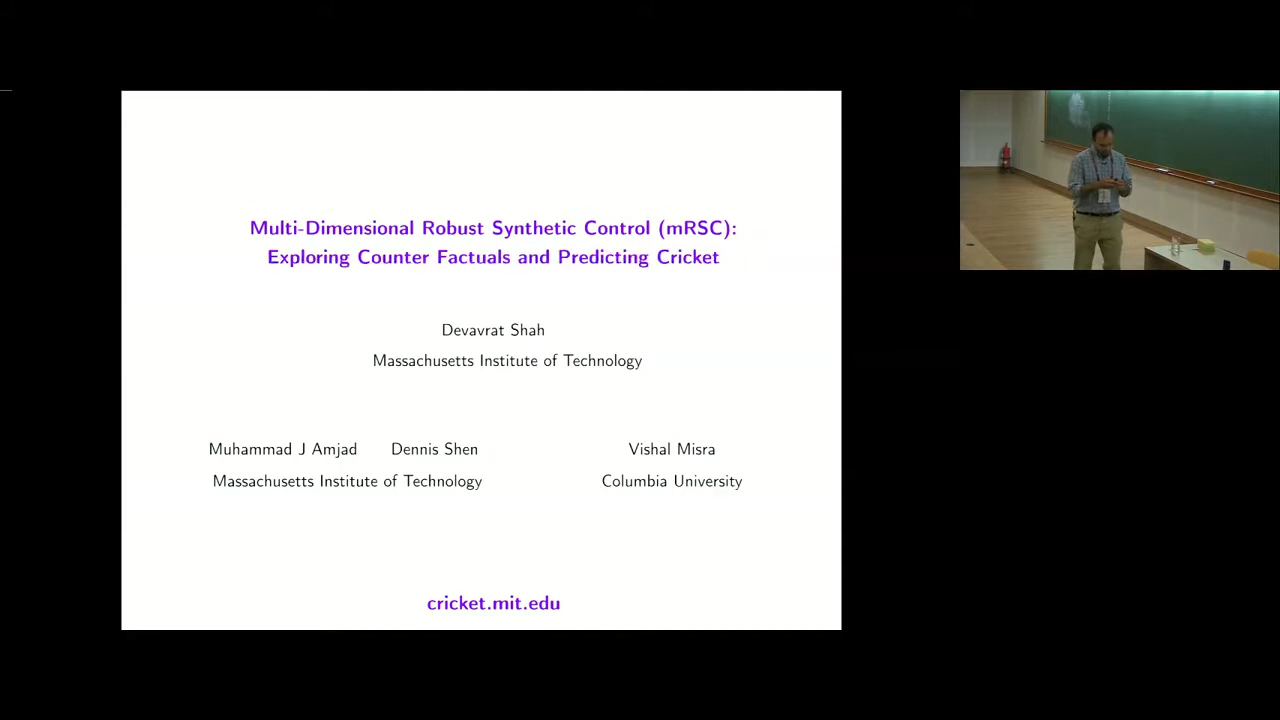 Multi-Dimensional Robust Synthetic Control (mRSC):
Exploring Counter Factuals and Predicting Cricket
Devavrat Shah
Massachusetts Institute of Technology
Muhammad J Amjad Dennis Shen Vishal Misra
Massachusetts Institute of Technology Columbia University
cricket.mit.edu